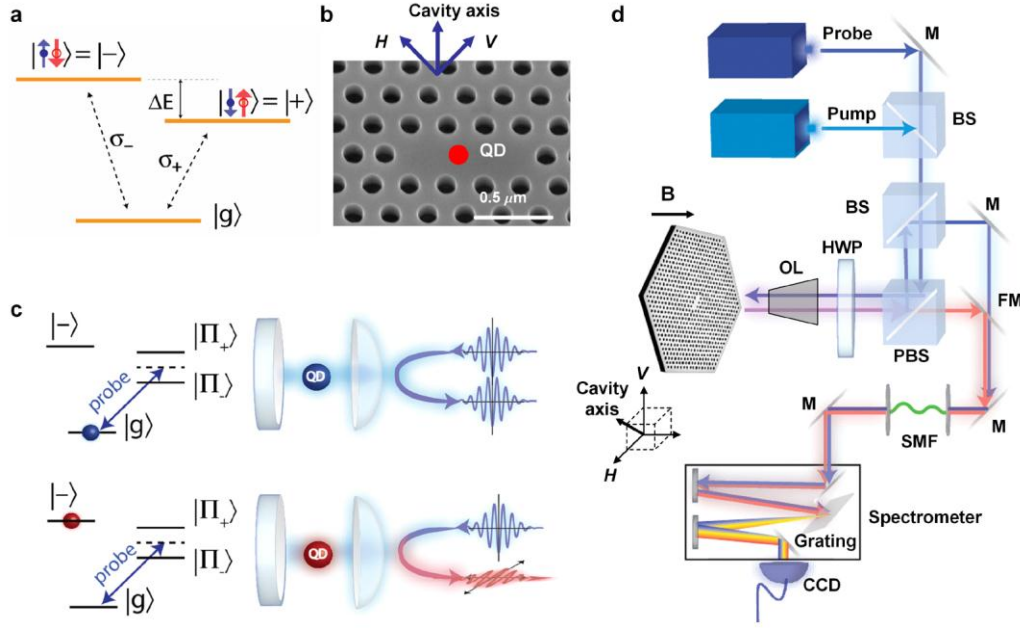 a
|⇑⇓⟩ = |−⟩
ΔE
|⇓⇑⟩ = |+⟩
σ₋
σ₊
|g⟩
b
Cavity axis
H
V
QD
0.5 μm
c
|−⟩
|Π₊⟩
|Π₋⟩
probe
|g⟩
QD
|−⟩
|Π₊⟩
|Π₋⟩
probe
|g⟩
QD
d
Probe
M
Pump
BS
BS
M
B
HWP
OL
FM
PBS
V
Cavity
axis
H
M
SMF
M
Spectrometer
Grating
CCD